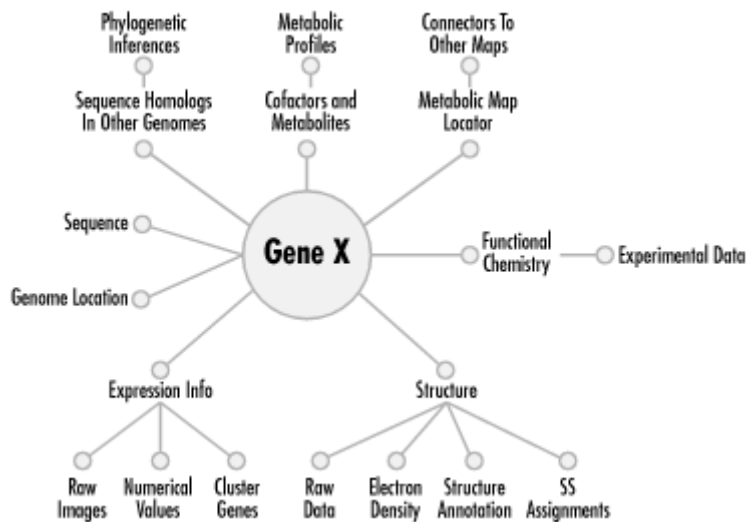 Phylogenetic
Inferences
Metabolic
Profiles
Connectors To
Other Maps
Sequence Homologs
In Other Genomes
Cofactors and
Metabolites
Metabolic Map
Locator
Sequence
Gene X
Functional
Chemistry
Experimental Data
Genome Location
Expression Info
Structure
Raw
Images
Numerical
Values
Cluster
Genes
Raw
Data
Electron
Density
Structure
Annotation
SS
Assignments